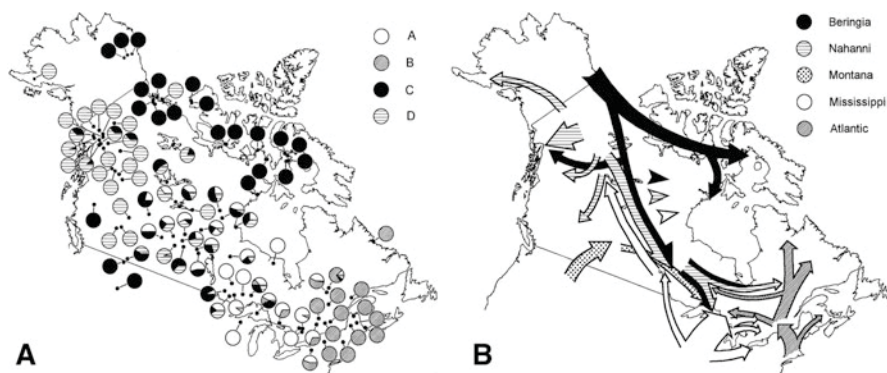 A
B
C
D
A
B
Beringia
Nahanni
Montana
Mississippi
Atlantic